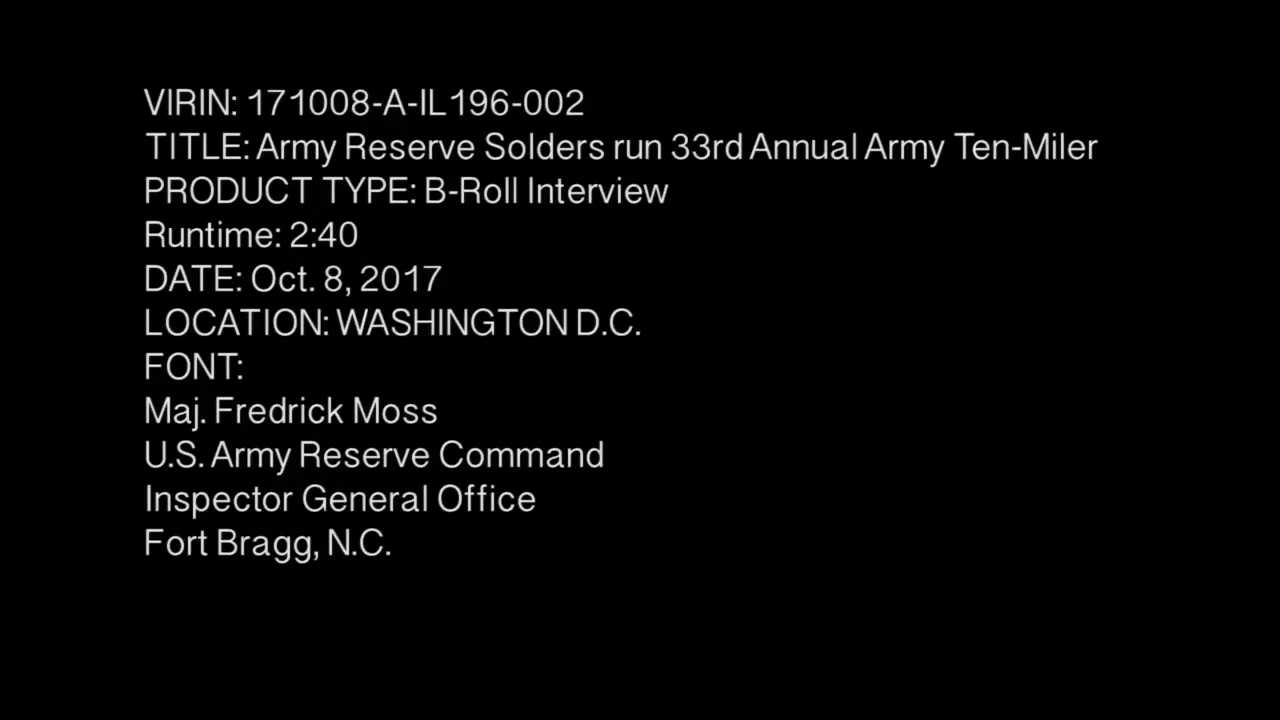 VIRIN: 171008-A-IL196-002
TITLE: Army Reserve Solders run 33rd Annual Army Ten-Miler
PRODUCT TYPE: B-Roll Interview
Runtime: 2:40
DATE: Oct. 8, 2017
LOCATION: WASHINGTON D.C.
FONT:
Maj. Fredrick Moss
U.S. Army Reserve Command
Inspector General Office
Fort Bragg, N.C.